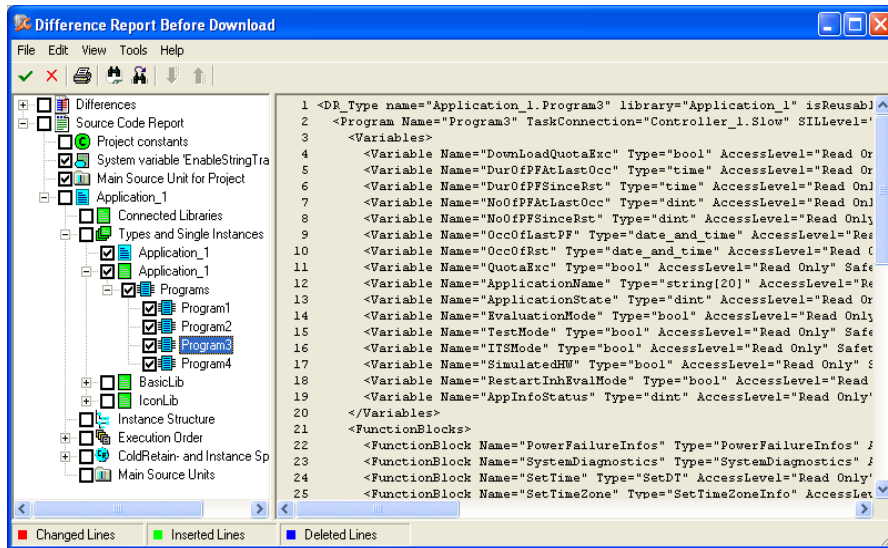 Difference Report Before Download
File Edit View Tools Help
Differences
Source Code Report
Project constants
System variable 'EnableStringTra
Main Source Unit for Project
Application_1
Connected Libraries
Types and Single Instances
Application_1
Application_1
Programs
Program1
Program2
Program3
Program4
BasicLib
IconLib
Instance Structure
Execution Order
ColdRetain- and Instance Sp
Main Source Units
1 <DR_Type name="Application_1.Program3" library="Application_1" isReusabl
2 <Program Name="Program3" TaskConnection="Controller_1.Slow" SILLevel='
3 <Variables>
4 <Variable Name="DownLoadQuotaExc" Type="bool" AccessLevel="Read Or
5 <Variable Name="DurOfPFAtLastOcc" Type="time" AccessLevel="Read Or
6 <Variable Name="DurOfPFSinceRst" Type="time" AccessLevel="Read Onl
7 <Variable Name="NoOfPFAtLastOcc" Type="dint" AccessLevel="Read Onl
8 <Variable Name="NoOfPFSinceRst" Type="dint" AccessLevel="Read Only
9 <Variable Name="OccOfLastPF" Type="date_and_time" AccessLevel="Rea
10 <Variable Name="OccOfRst" Type="date_and_time" AccessLevel="Read C
11 <Variable Name="QuotaExc" Type="bool" AccessLevel="Read Only" Safe
12 <Variable Name="ApplicationName" Type="string[20]" AccessLevel="Re
13 <Variable Name="ApplicationState" Type="dint" AccessLevel="Read Or
14 <Variable Name="EvaluationMode" Type="bool" AccessLevel="Read Only
15 <Variable Name="TestMode" Type="bool" AccessLevel="Read Only" Safe
16 <Variable Name="ITSMode" Type="bool" AccessLevel="Read Only" Safet
17 <Variable Name="SimulatedHW" Type="bool" AccessLevel="Read Only" S
18 <Variable Name="RestartInhEvalMode" Type="bool" AccessLevel="Read
19 <Variable Name="AppInfoStatus" Type="dint" AccessLevel="Read Only'
20 </Variables>
21 <FunctionBlocks>
22 <FunctionBlock Name="PowerFailureInfos" Type="PowerFailureInfos" A
23 <FunctionBlock Name="SystemDiagnostics" Type="SystemDiagnostics" A
24 <FunctionBlock Name="SetTime" Type="SetDT" AccessLevel="Read Only'
25 <FunctionBlock Name="SetTimeZone" Type="SetTimeZoneInfo" AccessLev
Changed Lines Inserted Lines Deleted Lines